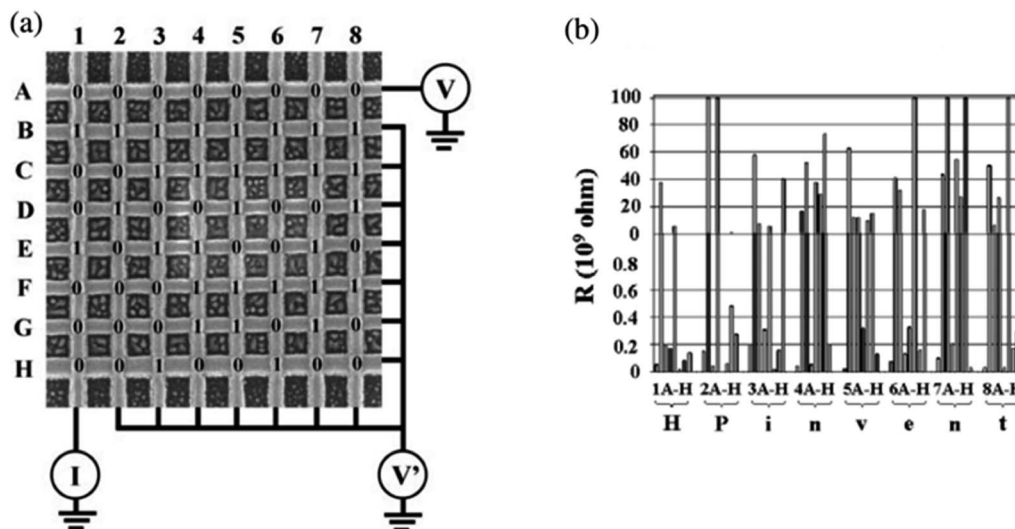 (a)
1 2 3 4 5 6 7 8
A 0 0 0 0 0 0 0 0
B 1 1 1 1 1 1 1 1
C 0 0 1 1 1 1 1 1
D 0 1 0 0 1 0 0 1
E 1 0 1 1 0 0 1 0
F 0 0 0 1 1 1 1 1
G 0 0 0 1 1 0 1 0
H 0 0 1 0 0 1 0 0
V
I
V'
(b)
R (10⁹ ohm)
100
80
60
40
20
0
0.8
0.6
0.4
0.2
0
1A-H 2A-H 3A-H 4A-H 5A-H 6A-H 7A-H 8A-H
H P i n v e n t